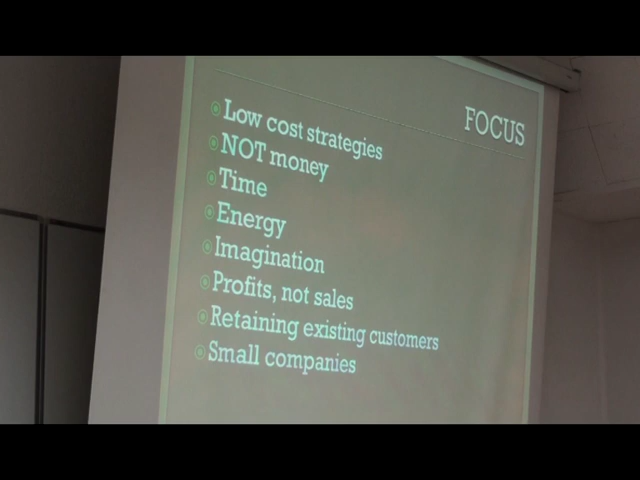 FOCUS
Low cost strategies
NOT money
Time
Energy
Imagination
Profits, not sales
Retaining existing customers
Small companies